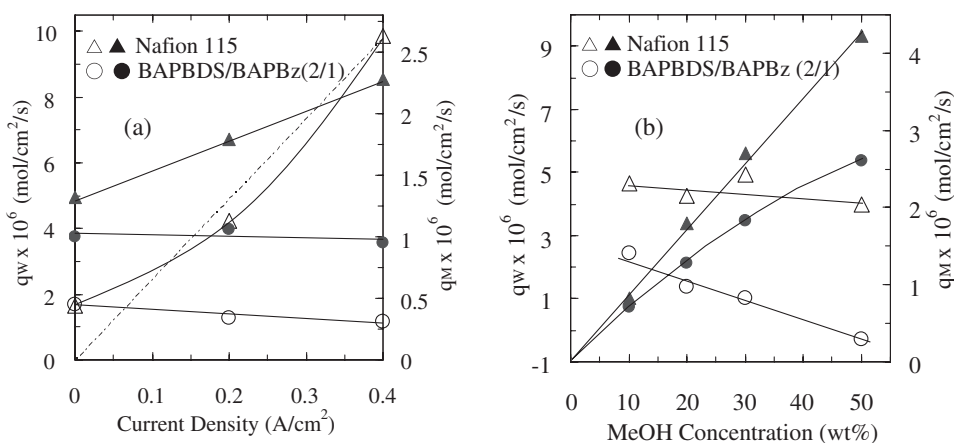 Nafion 115
BAPBDS/BAPBz(2/1)
(a)
10
8
6
4
2
0
qw x 10⁶ (mol/cm²/s)
2.5
2
1.5
1
0.5
0
qM x 10⁶ (mol/cm²/s)
0 0.1 0.2 0.3 0.4
Current Density (A/cm²)
Nafion 115
BAPBDS/BAPBz (2/1)
(b)
9
7
5
3
1
-1
qw x 10⁶ (mol/cm²/s)
4
3
2
1
0
qM x 10⁶ (mol/cm²/s)
0 10 20 30 40 50
MeOH Concentration (wt%)